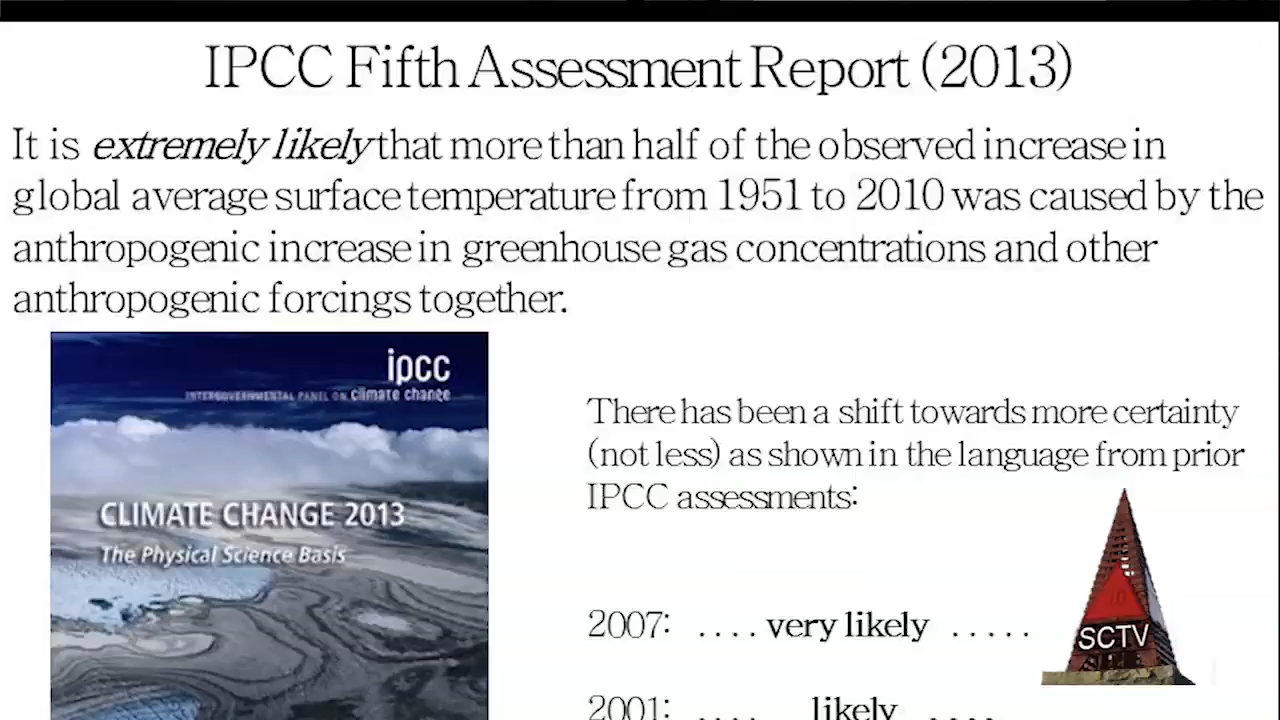 IPCC Fifth Assessment Report (2013)
It is extremely likely that more than half of the observed increase in
global average surface temperature from 1951 to 2010 was caused by the
anthropogenic increase in greenhouse gas concentrations and other
anthropogenic forcings together.
ipcc
INTERGOVERNMENTAL PANEL ON climate change
CLIMATE CHANGE 2013
The Physical Science Basis
There has been a shift towards more certainty
(not less) as shown in the language from prior
IPCC assessments:
2007: . . . . very likely . . . . .
SCTV
2001: . . . . likely . . . .